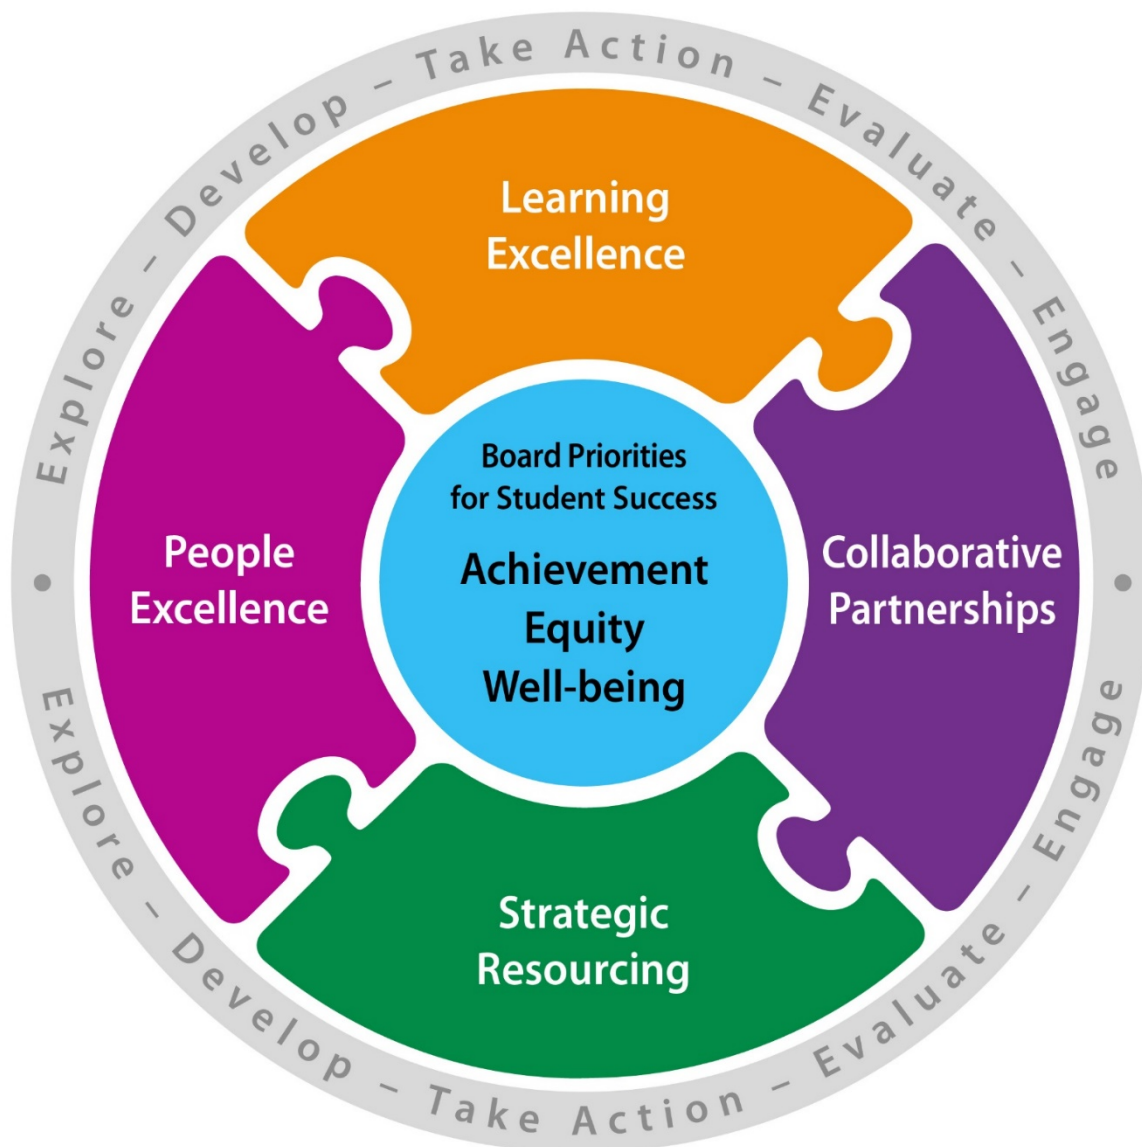 Explore – Develop – Take Action – Evaluate – Engage
Learning
Excellence
People
Excellence
Board Priorities
for Student Success
Achievement
Equity
Well-being
Collaborative
Partnerships
Strategic
Resourcing
Explore – Develop – Take Action – Evaluate – Engage